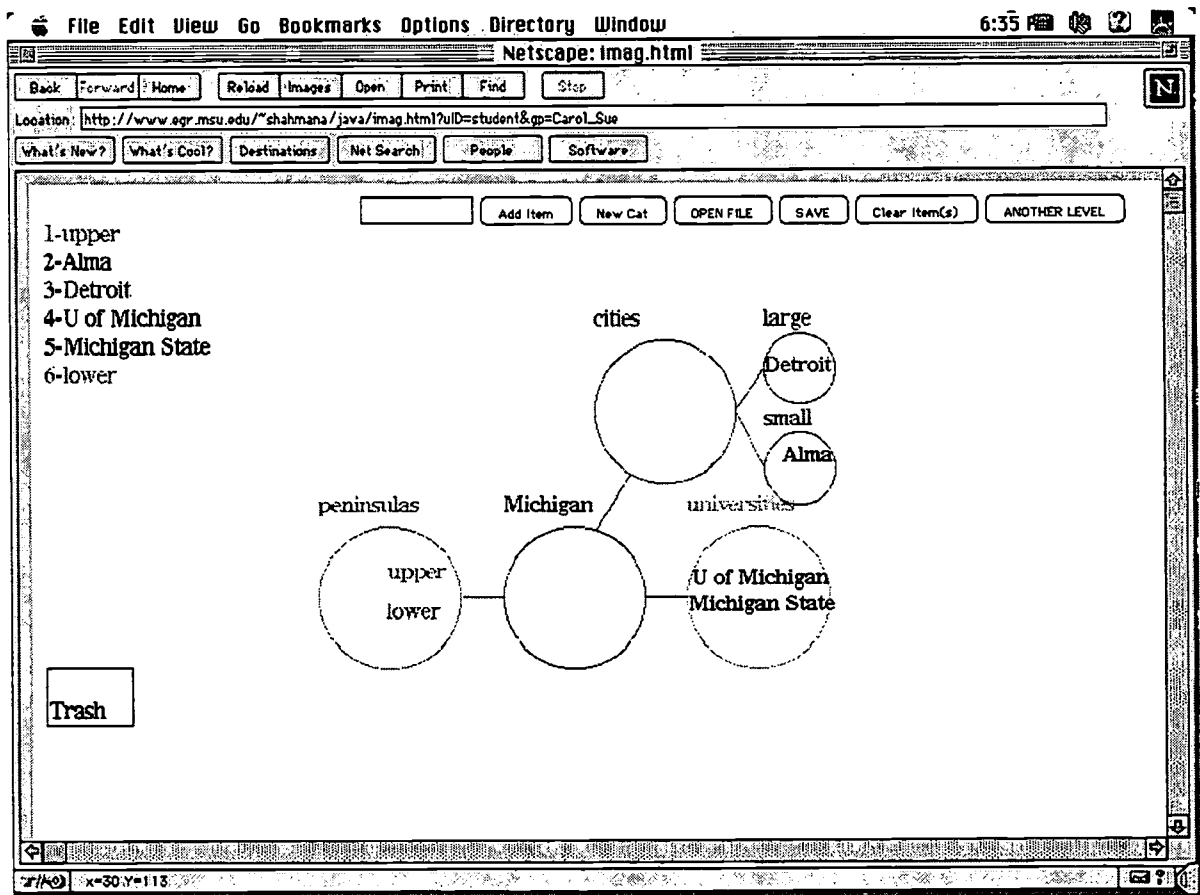 File Edit View Go Bookmarks Options Directory Window 6:35
Netscape: imag.html
Back Forward Home Reload Images Open Print Find Stop
N
Location: http://www.egr.msu.edu/~shahmana/java/imag.html?uID=student&gp=Carol_Sue
What's New? What's Cool? Destinations Net Search People Software
Add Item New Cat OPEN FILE SAVE Clear Item(s) ANOTHER LEVEL
1-upper
2-Alma
3-Detroit
4-U of Michigan
5-Michigan State
6-lower
cities large
Detroit
small
Alma
peninsulas Michigan universities
upper
lower
U of Michigan
Michigan State
Trash
x=30:Y=113